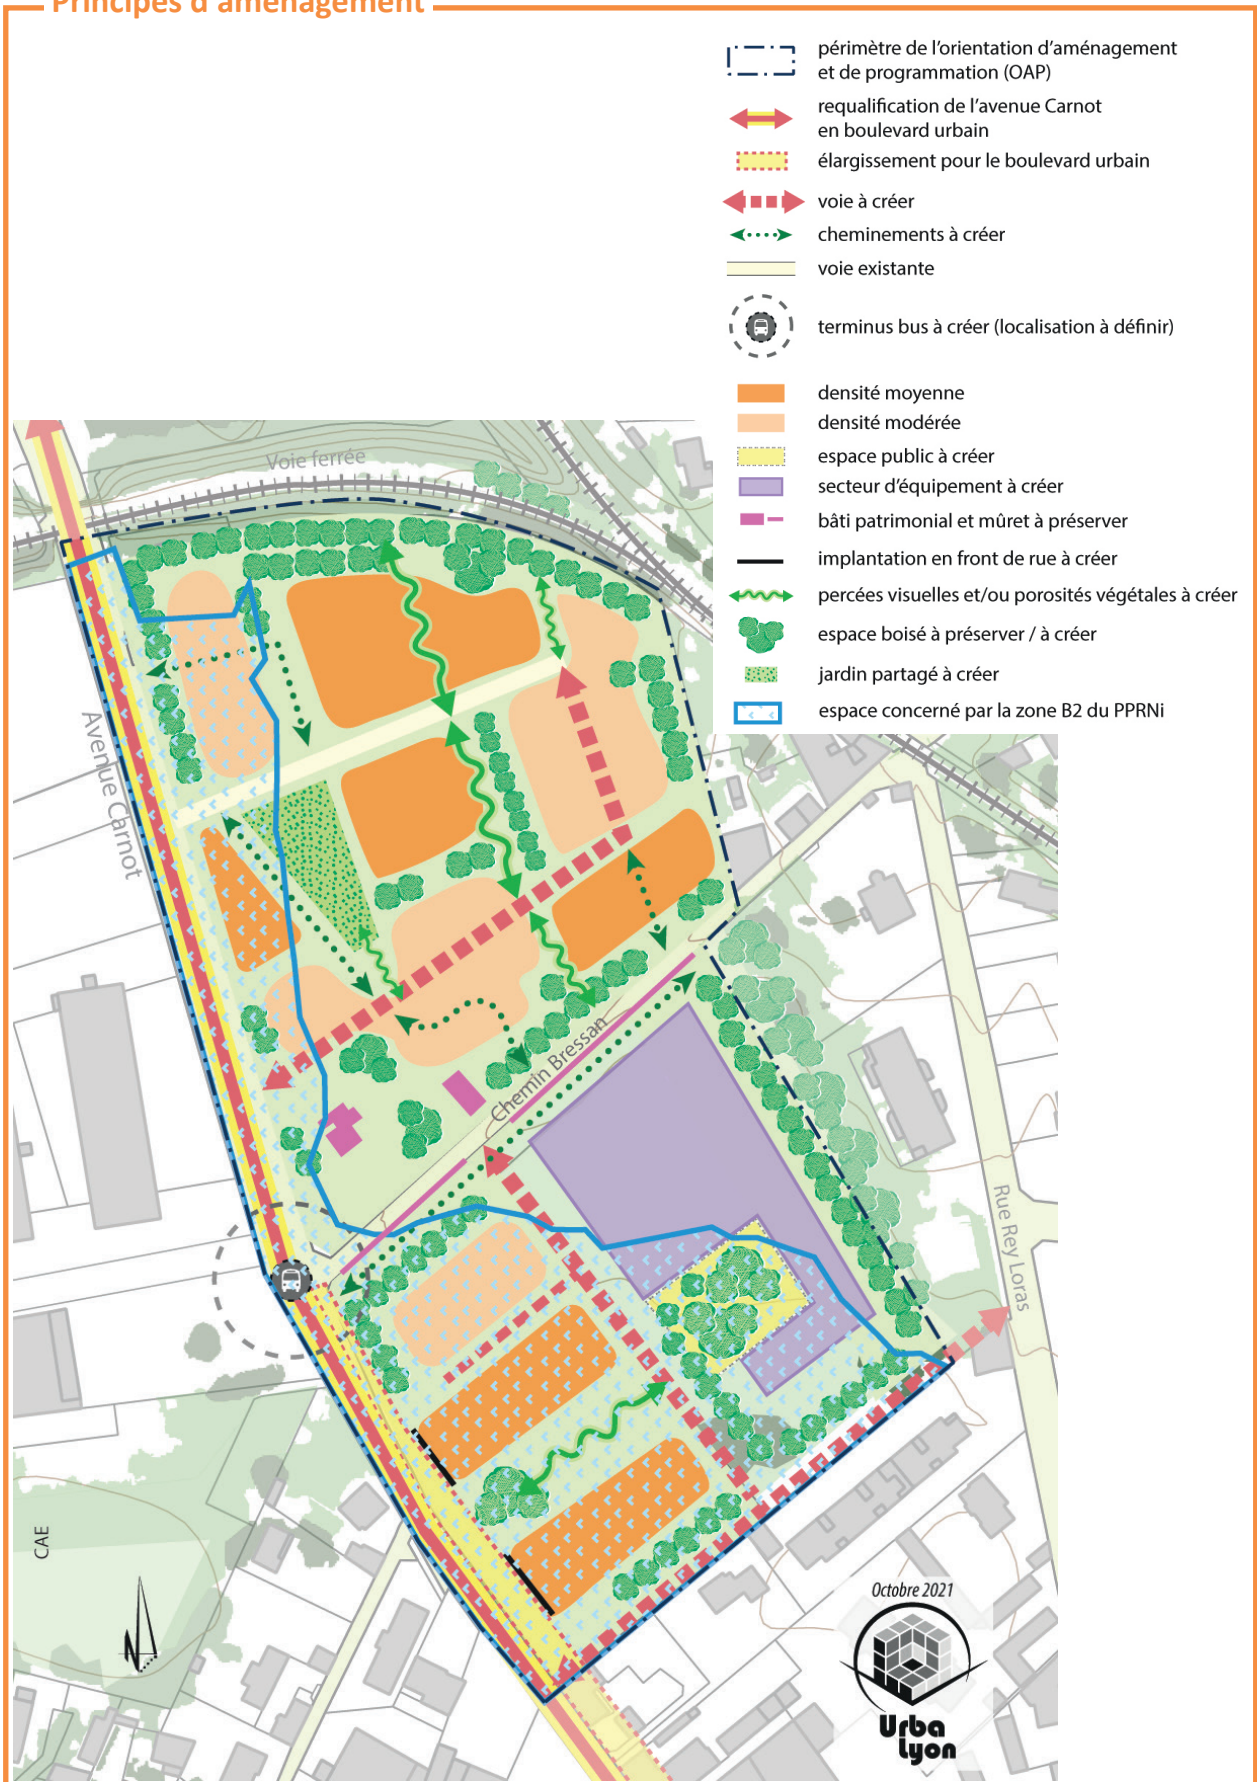 Principes d'aménagement
périmètre de l'orientation d'aménagement
et de programmation (OAP)
requalification de l'avenue Carnot
en boulevard urbain
élargissement pour le boulevard urbain
voie à créer
cheminements à créer
voie existante
terminus bus à créer (localisation à définir)
densité moyenne
densité modérée
espace public à créer
secteur d'équipement à créer
bâti patrimonial et mûret à préserver
implantation en front de rue à créer
percées visuelles et/ou porosités végétales à créer
espace boisé à préserver / à créer
jardin partagé à créer
espace concerné par la zone B2 du PPRNi
Voie ferrée
Avenue Carnot
Chemin Bressan
Rue Rey Loras
CAE
N
Octobre 2021
Urba
Lyon